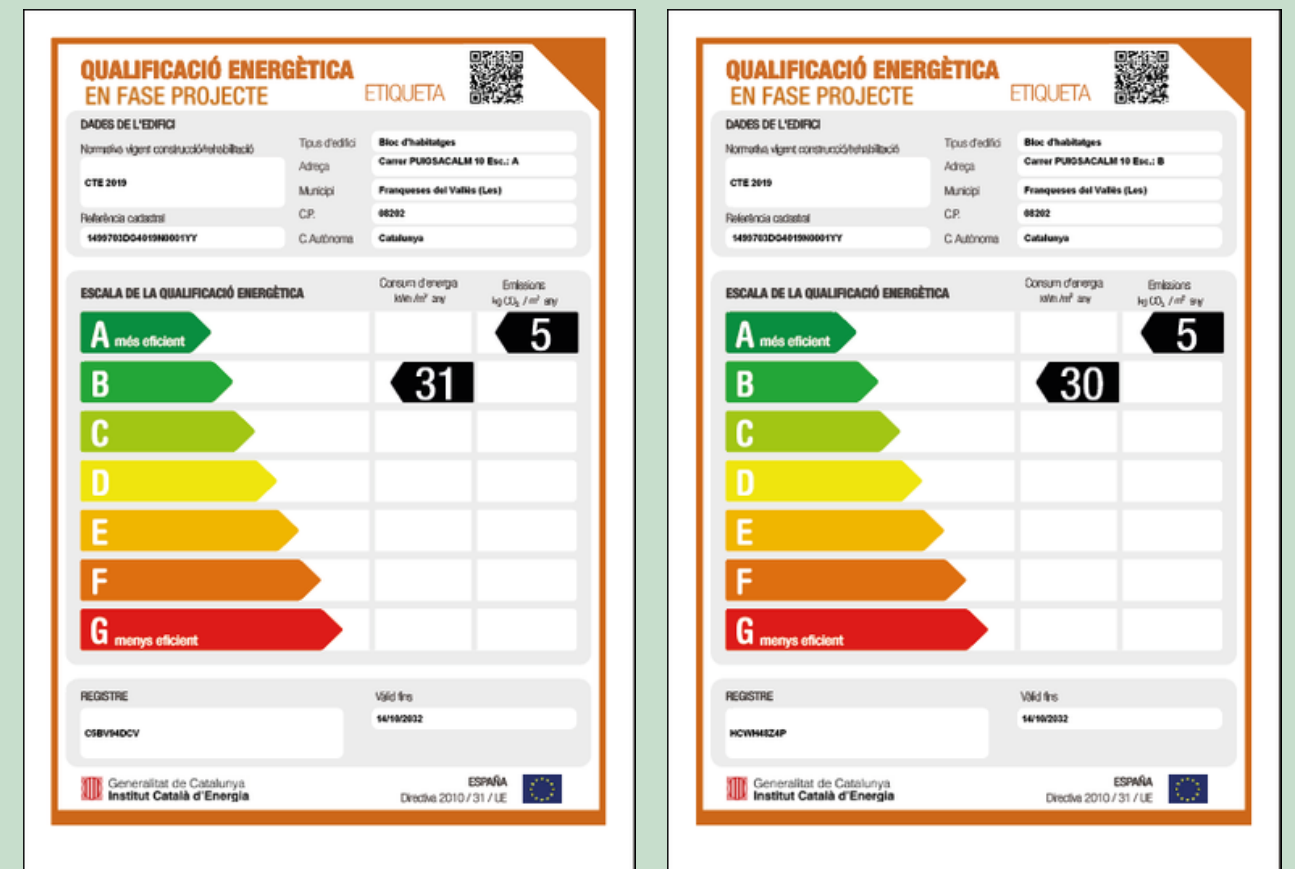 QUALIFICACIÓ ENERGÈTICA
EN FASE PROJECTE
ETIQUETA
DADES DE L'EDIFICI
Normativa vigent construcció/rehabilitació
CTE 2019
Referència cadastral
1499703DG4019N0001YY
Tipus d'edifici
Bloc d'habitatges
Adreça
Carrer PUIGSACALM 10 Esc.: A
Municipi
Franqueses del Vallès (Les)
C.P.
08202
C.Autònoma
Catalunya
ESCALA DE LA QUALIFICACIÓ ENERGÈTICA
Consum d'energia
kWh /m² any
Emissions
kg CO₂ / m² any
A més eficient
5
B
31
C
D
E
F
G menys eficient
REGISTRE
C5BV94DCV
Vàlid fins
14/10/2032
Generalitat de Catalunya
Institut Català d'Energia
ESPAÑA
Directiva 2010 / 31 / UE
QUALIFICACIÓ ENERGÈTICA
EN FASE PROJECTE
ETIQUETA
DADES DE L'EDIFICI
Normativa vigent construcció/rehabilitació
CTE 2019
Referència cadastral
1499703DG4019N0001YY
Tipus d'edifici
Bloc d'habitatges
Adreça
Carrer PUIGSACALM 10 Esc.: B
Municipi
Franqueses del Vallès (Les)
C.P.
08202
C.Autònoma
Catalunya
ESCALA DE LA QUALIFICACIÓ ENERGÈTICA
Consum d'energia
kWh /m² any
Emissions
kg CO₂ / m² any
A més eficient
5
B
30
C
D
E
F
G menys eficient
REGISTRE
HCWH48Z4P
Vàlid fins
14/10/2032
Generalitat de Catalunya
Institut Català d'Energia
ESPAÑA
Directiva 2010 / 31 / UE